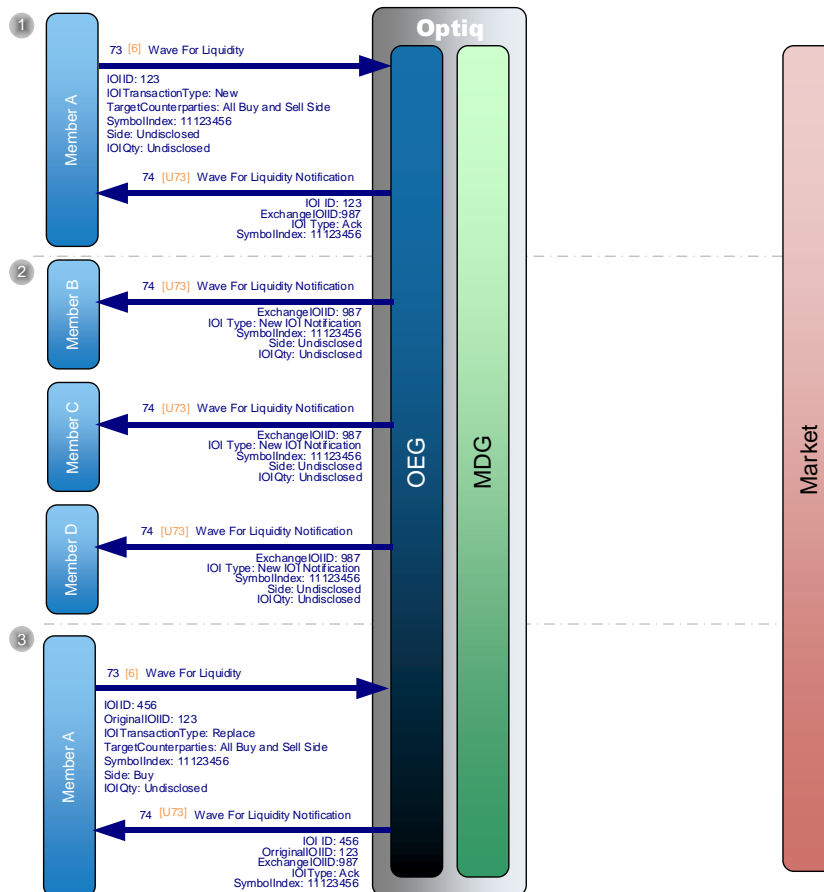 1
Optiq
Member A
73 [6] Wave For Liquidity
IOIID: 123
IOITransactionType: New
TargetCounterparties: All Buy and Sell Side
SymbolIndex: 11123456
Side: Undisclosed
IOIQty: Undisclosed
74 [U73] Wave For Liquidity Notification
IOI ID: 123
ExchangeIOIID:987
IOI Type: Ack
SymbolIndex: 11123456
2
Member B
74 [U73] Wave For Liquidity Notification
ExchangeIOIID: 987
IOI Type: New IOI Notification
SymbolIndex: 11123456
Side: Undisclosed
IOIQty: Undisclosed
Member C
74 [U73] Wave For Liquidity Notification
ExchangeIOIID: 987
IOI Type: New IOI Notification
SymbolIndex: 11123456
Side: Undisclosed
IOIQty: Undisclosed
OEG
MDG
Market
Member D
74 [U73] Wave For Liquidity Notification
ExchangeIOIID: 987
IOI Type: New IOI Notification
SymbolIndex: 11123456
Side: Undisclosed
IOIQty: Undisclosed
3
Member A
73 [6] Wave For Liquidity
IOIID: 456
OriginalIOIID: 123
IOITransactionType: Replace
TargetCounterparties: All Buy and Sell Side
SymbolIndex: 11123456
Side: Buy
IOIQty: Undisclosed
74 [U73] Wave For Liquidity Notification
IOI ID: 456
OrriginalIOIID: 123
ExchangeIOIID:987
IOIType: Ack
SymbolIndex: 11123456